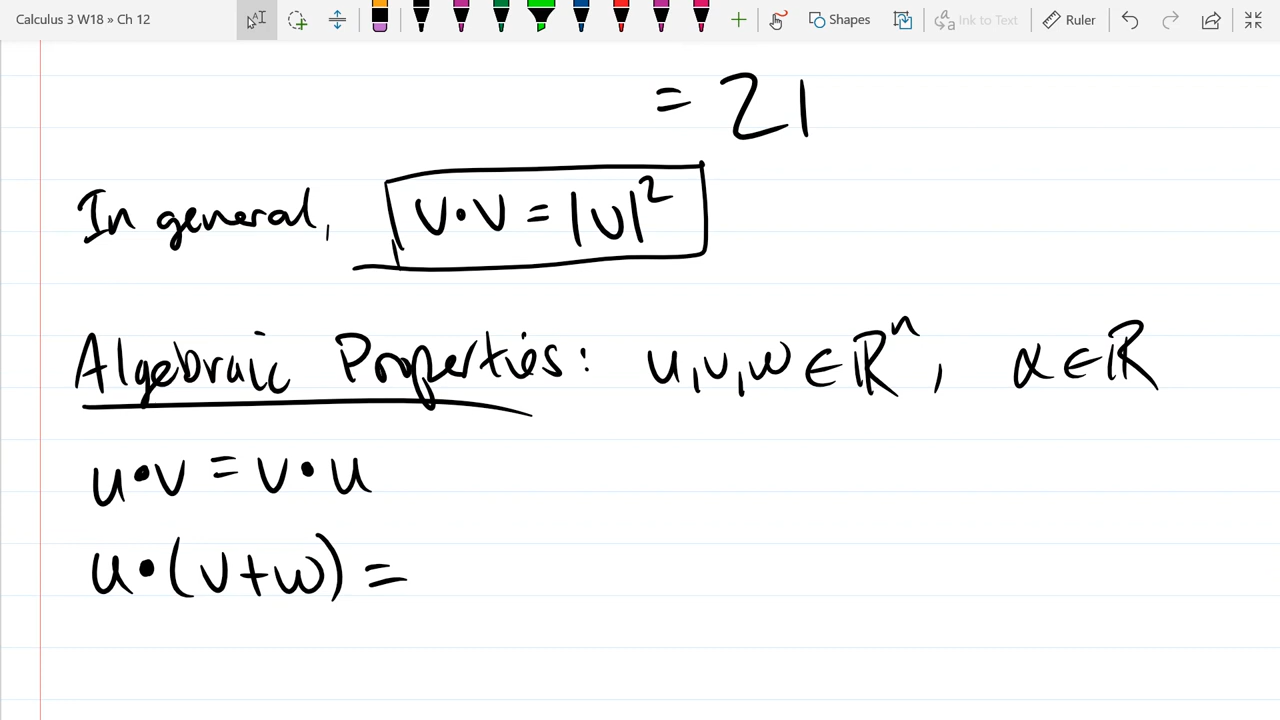 Calculus 3 W18 » Ch 12
Shapes
Ink to Text
Ruler
= 21
In general, v•v = |v|²
Algebraic Properties: u,v,w ∈ ℝⁿ, α ∈ ℝ
u•v = v•u
u•(v+w) =